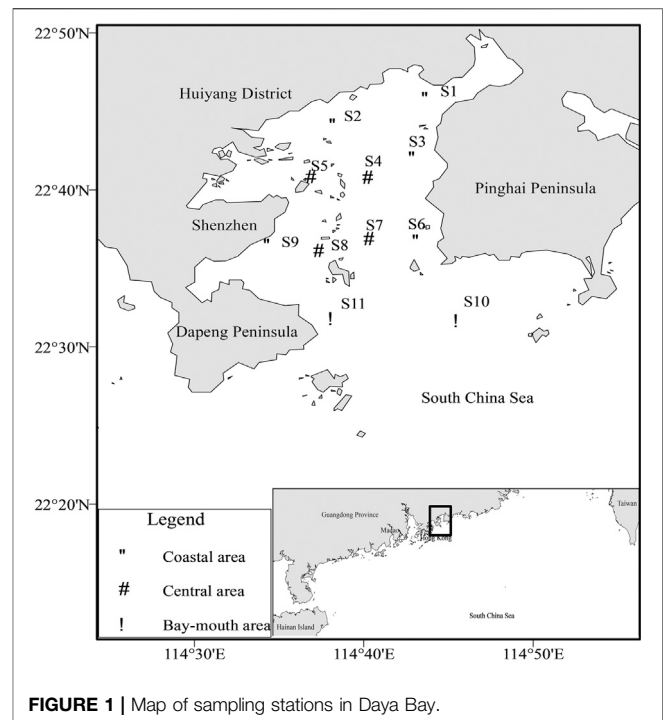 22°50'N
S1
Huiyang District
S2
S3
S5
S4
22°40'N
Pinghai Peninsula
Shenzhen
S7
S6
S9
S8
S11
S10
Dapeng Peninsula
22°30'N
South China Sea
22°20'N
Legend
" Coastal area
# Central area
! Bay-mouth area
Taiwan
Guangdong Province
Macao
Hong Kong
South China Sea
Hainan Island
114°30'E 114°40'E 114°50'E
FIGURE 1 | Map of sampling stations in Daya Bay.